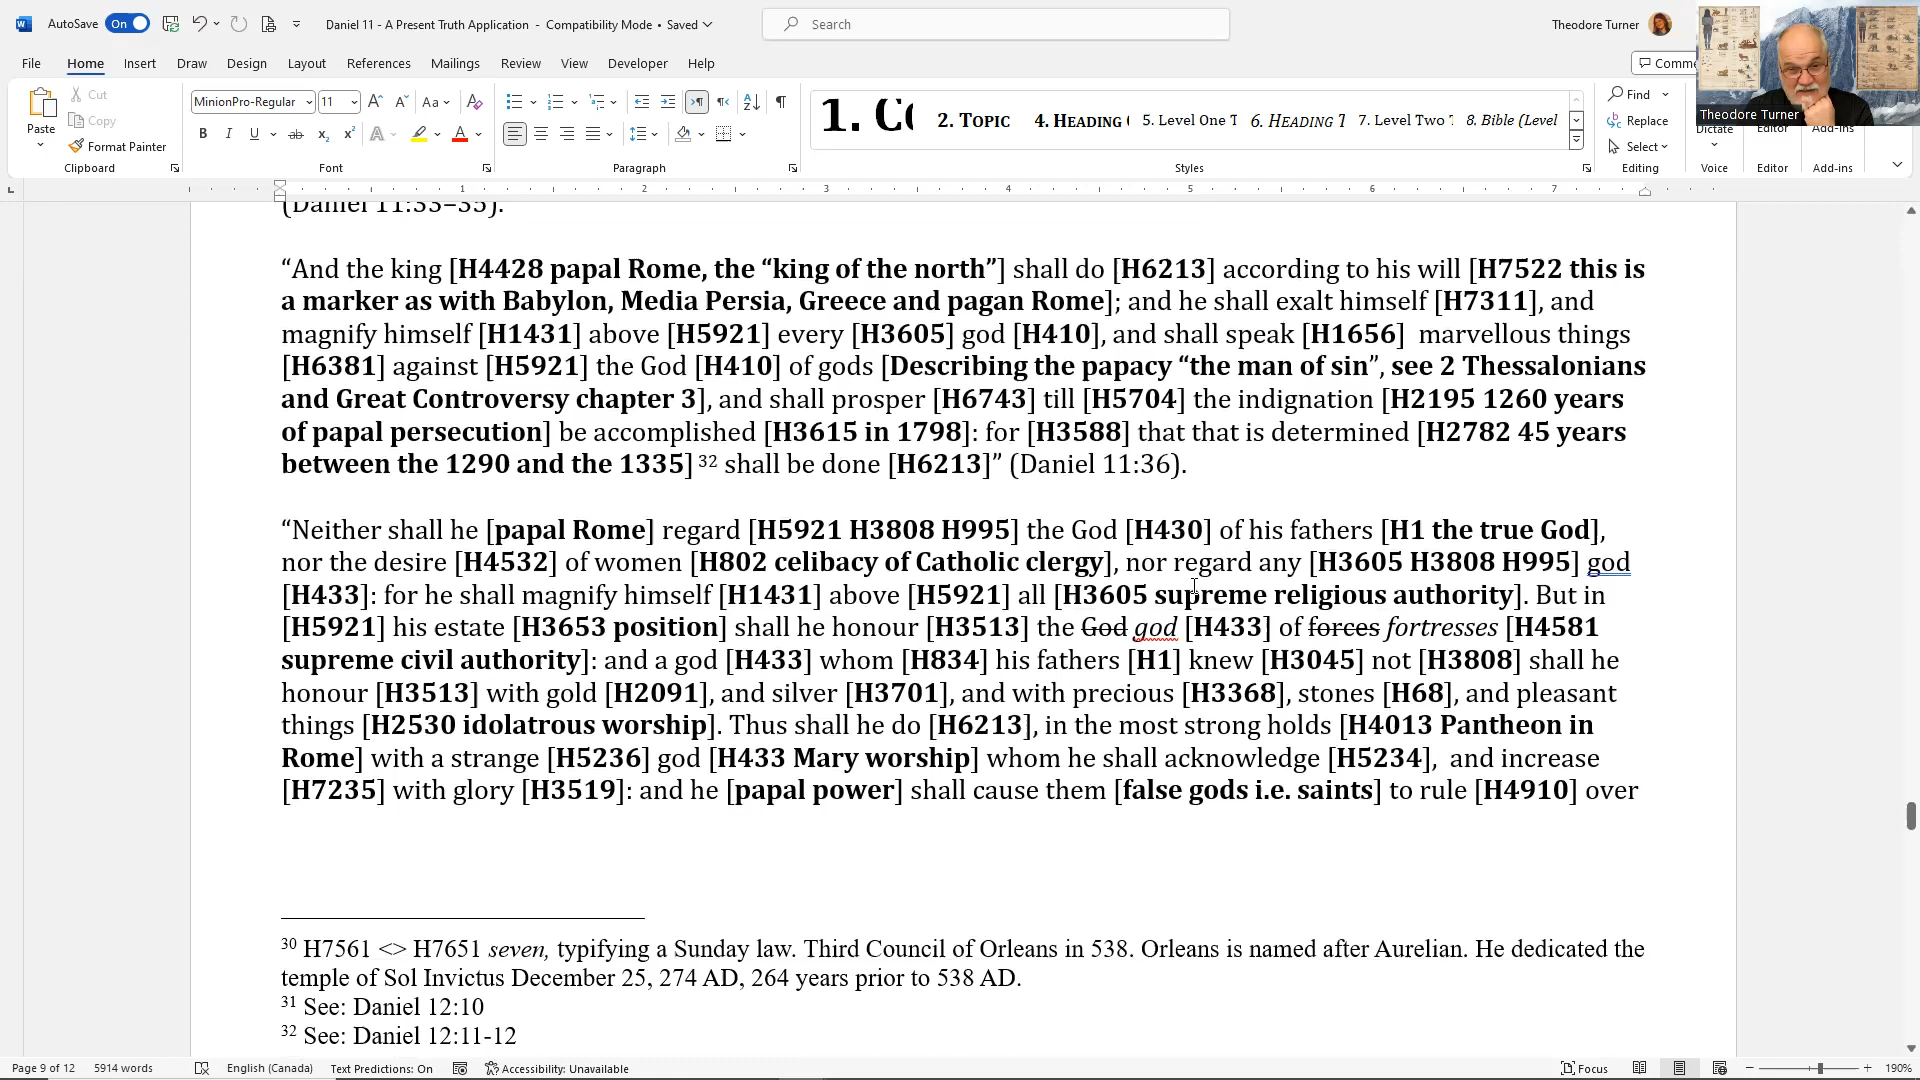 AutoSave On Daniel 11 - A Present Truth Application - Compatibility Mode • Saved Search Theodore Turner
File Home Insert Draw Design Layout References Mailings Review View Developer Help Comme
Theodore Turner
Paste Cut Copy Format Painter
Clipboard
MinionPro-Regular 11
Font
Paragraph
2. Topic 4. Heading 5. Level One T 6. Heading T 7. Level Two T 8. Bible (Level
Styles
Find Replace Select
Editing
Dictate
Voice
Editor
Editor
Add-ins
Add-ins
1 2 3 4 5 6 7
(Daniel 11:33–35).
“And the king [H4428 papal Rome, the “king of the north”] shall do [H6213] according to his will [H7522 this is
a marker as with Babylon, Media Persia, Greece and pagan Rome]; and he shall exalt himself [H7311], and
magnify himself [H1431] above [H5921] every [H3605] god [H410], and shall speak [H1656] marvellous things
[H6381] against [H5921] the God [H410] of gods [Describing the papacy “the man of sin”, see 2 Thessalonians
and Great Controversy chapter 3], and shall prosper [H6743] till [H5704] the indignation [H2195 1260 years
of papal persecution] be accomplished [H3615 in 1798]: for [H3588] that that is determined [H2782 45 years
between the 1290 and the 1335] 32 shall be done [H6213]” (Daniel 11:36).
“Neither shall he [papal Rome] regard [H5921 H3808 H995] the God [H430] of his fathers [H1 the true God],
nor the desire [H4532] of women [H802 celibacy of Catholic clergy], nor regard any [H3605 H3808 H995] god
[H433]: for he shall magnify himself [H1431] above [H5921] all [H3605 supreme religious authority]. But in
[H5921] his estate [H3653 position] shall he honour [H3513] the God god [H433] of forces fortresses [H4581
supreme civil authority]: and a god [H433] whom [H834] his fathers [H1] knew [H3045] not [H3808] shall he
honour [H3513] with gold [H2091], and silver [H3701], and with precious [H3368], stones [H68], and pleasant
things [H2530 idolatrous worship]. Thus shall he do [H6213], in the most strong holds [H4013 Pantheon in
Rome] with a strange [H5236] god [H433 Mary worship] whom he shall acknowledge [H5234], and increase
[H7235] with glory [H3519]: and he [papal power] shall cause them [false gods i.e. saints] to rule [H4910] over
30 H7561 <> H7651 seven, typifying a Sunday law. Third Council of Orleans in 538. Orleans is named after Aurelian. He dedicated the
temple of Sol Invictus December 25, 274 AD, 264 years prior to 538 AD.
31 See: Daniel 12:10
32 See: Daniel 12:11-12
Page 9 of 12 5914 words English (Canada) Text Predictions: On Accessibility: Unavailable Focus 190%